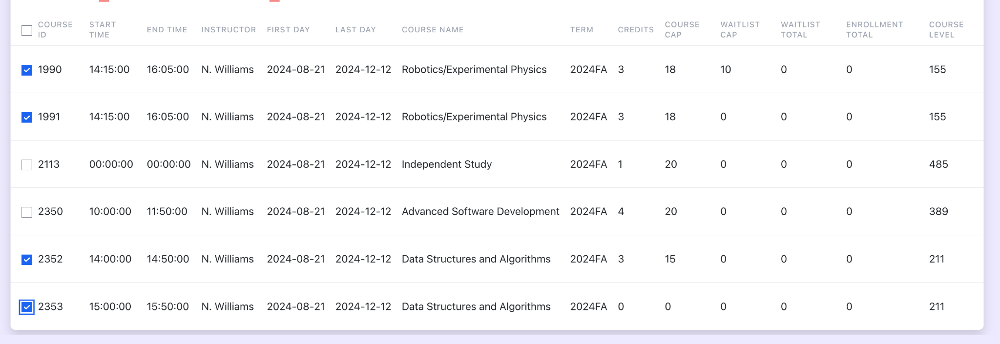 COURSE ID START TIME END TIME INSTRUCTOR FIRST DAY LAST DAY COURSE NAME TERM CREDITS COURSE CAP WAITLIST CAP WAITLIST TOTAL ENROLLMENT TOTAL COURSE LEVEL
1990 14:15:00 16:05:00 N. Williams 2024-08-21 2024-12-12 Robotics/Experimental Physics 2024FA 3 18 10 0 0 155
1991 14:15:00 16:05:00 N. Williams 2024-08-21 2024-12-12 Robotics/Experimental Physics 2024FA 3 18 0 0 0 155
2113 00:00:00 00:00:00 N. Williams 2024-08-21 2024-12-12 Independent Study 2024FA 1 20 0 0 0 485
2350 10:00:00 11:50:00 N. Williams 2024-08-21 2024-12-12 Advanced Software Development 2024FA 4 20 0 0 0 389
2352 14:00:00 14:50:00 N. Williams 2024-08-21 2024-12-12 Data Structures and Algorithms 2024FA 3 15 0 0 0 211
2353 15:00:00 15:50:00 N. Williams 2024-08-21 2024-12-12 Data Structures and Algorithms 2024FA 0 0 0 0 0 211